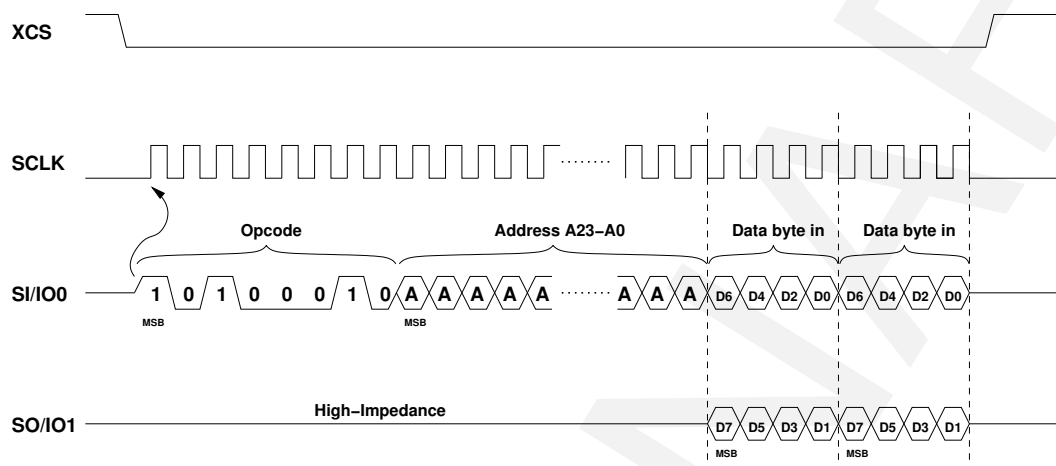 XCS
SCLK
Opcode Address A23–A0 Data byte in Data byte in
SI/IO0 1 0 1 0 0 0 1 0 A A A A A A A A D6 D4 D2 D0 D6 D4 D2 D0
MSB MSB
High–Impedance
SO/IO1 D7 D5 D3 D1 D7 D5 D3 D1
MSB MSB